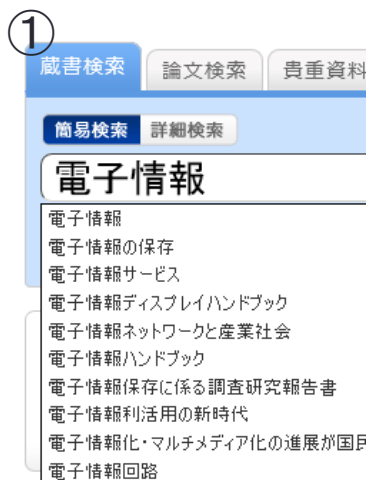 ①
蔵書検索 論文検索 貴重資料
簡易検索 詳細検索
電子情報
電子情報
電子情報の保存
電子情報サービス
電子情報ディスプレイハンドブック
電子情報ネットワークと産業社会
電子情報ハンドブック
電子情報保存に係る調査研究報告書
電子情報利活用の新時代
電子情報化・マルチメディア化の進展が国民
電子情報回路